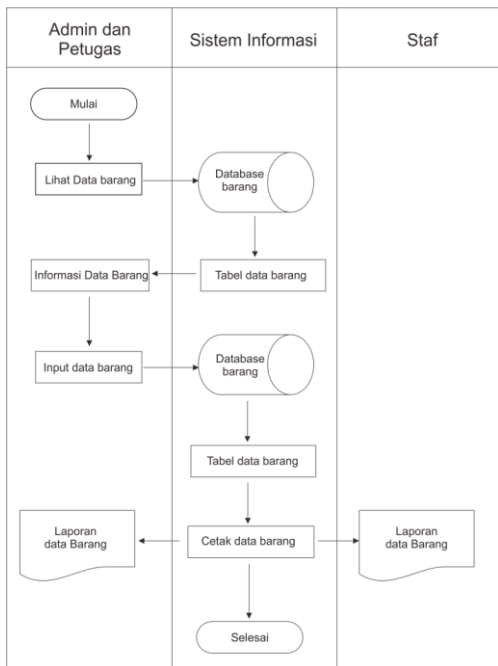 Admin dan
Petugas
Sistem Informasi
Staf
Mulai
Lihat Data barang
Database
barang
Informasi Data Barang
Tabel data barang
Input data barang
Database
barang
Tabel data barang
Laporan
data Barang
Cetak data barang
Laporan
data Barang
Selesai